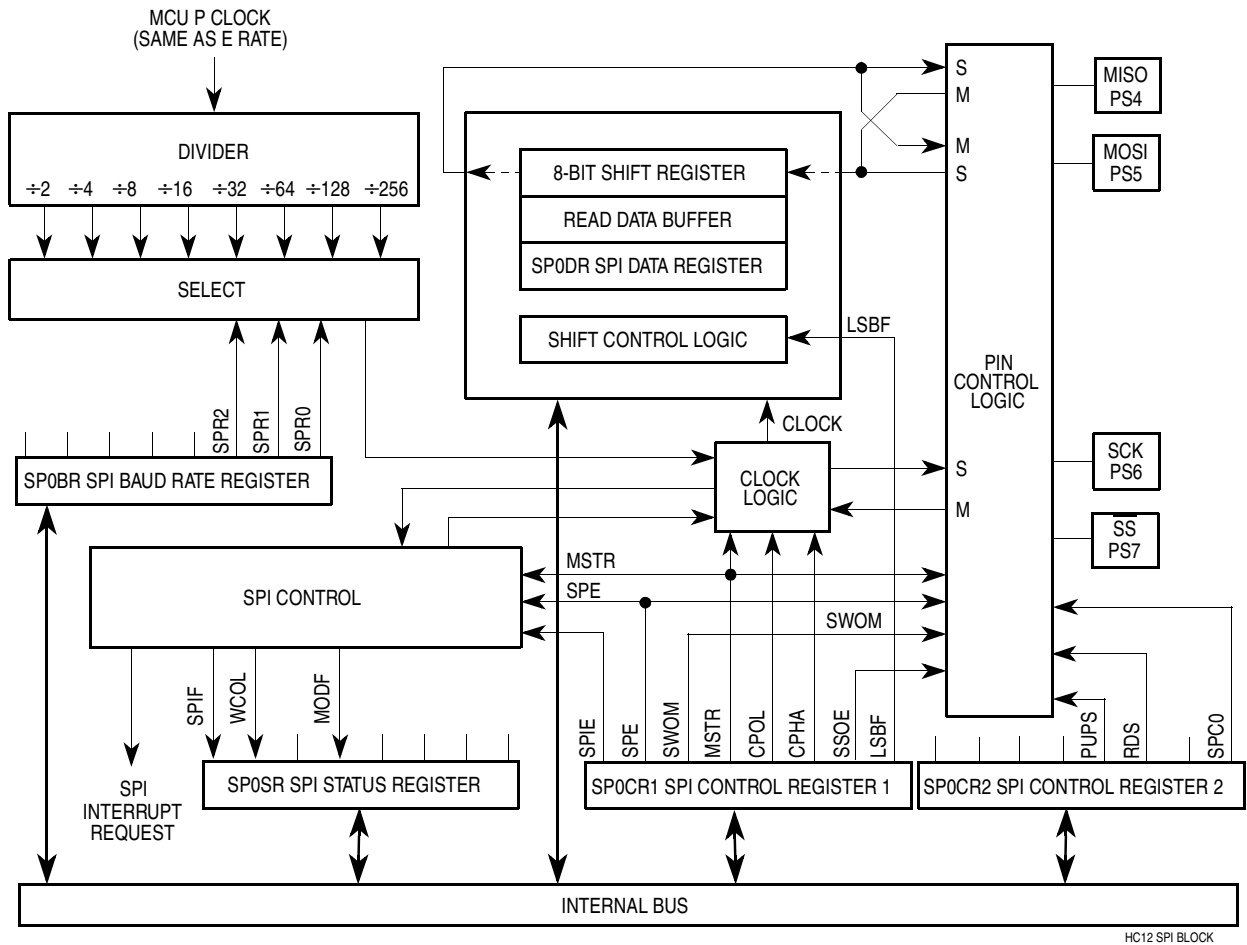 MCU P CLOCK
(SAME AS E RATE)
DIVIDER
÷2 ÷4 ÷8 ÷16 ÷32 ÷64 ÷128 ÷256
SELECT
SPR2
SPR1
SPR0
SP0BR SPI BAUD RATE REGISTER
8-BIT SHIFT REGISTER
READ DATA BUFFER
SP0DR SPI DATA REGISTER
SHIFT CONTROL LOGIC
LSBF
CLOCK
CLOCK
LOGIC
S
M
M
S
PIN
CONTROL
LOGIC
S
M
MISO
PS4
MOSI
PS5
SCK
PS6
SS
PS7
SPI CONTROL
MSTR
SPE
SWOM
SPIF
WCOL
MODF
SPI
INTERRUPT
REQUEST
SP0SR SPI STATUS REGISTER
SPIE
SPE
SWOM
MSTR
CPOL
CPHA
SSOE
LSBF
SP0CR1 SPI CONTROL REGISTER 1
PUPS
RDS
SPC0
SP0CR2 SPI CONTROL REGISTER 2
INTERNAL BUS
HC12 SPI BLOCK